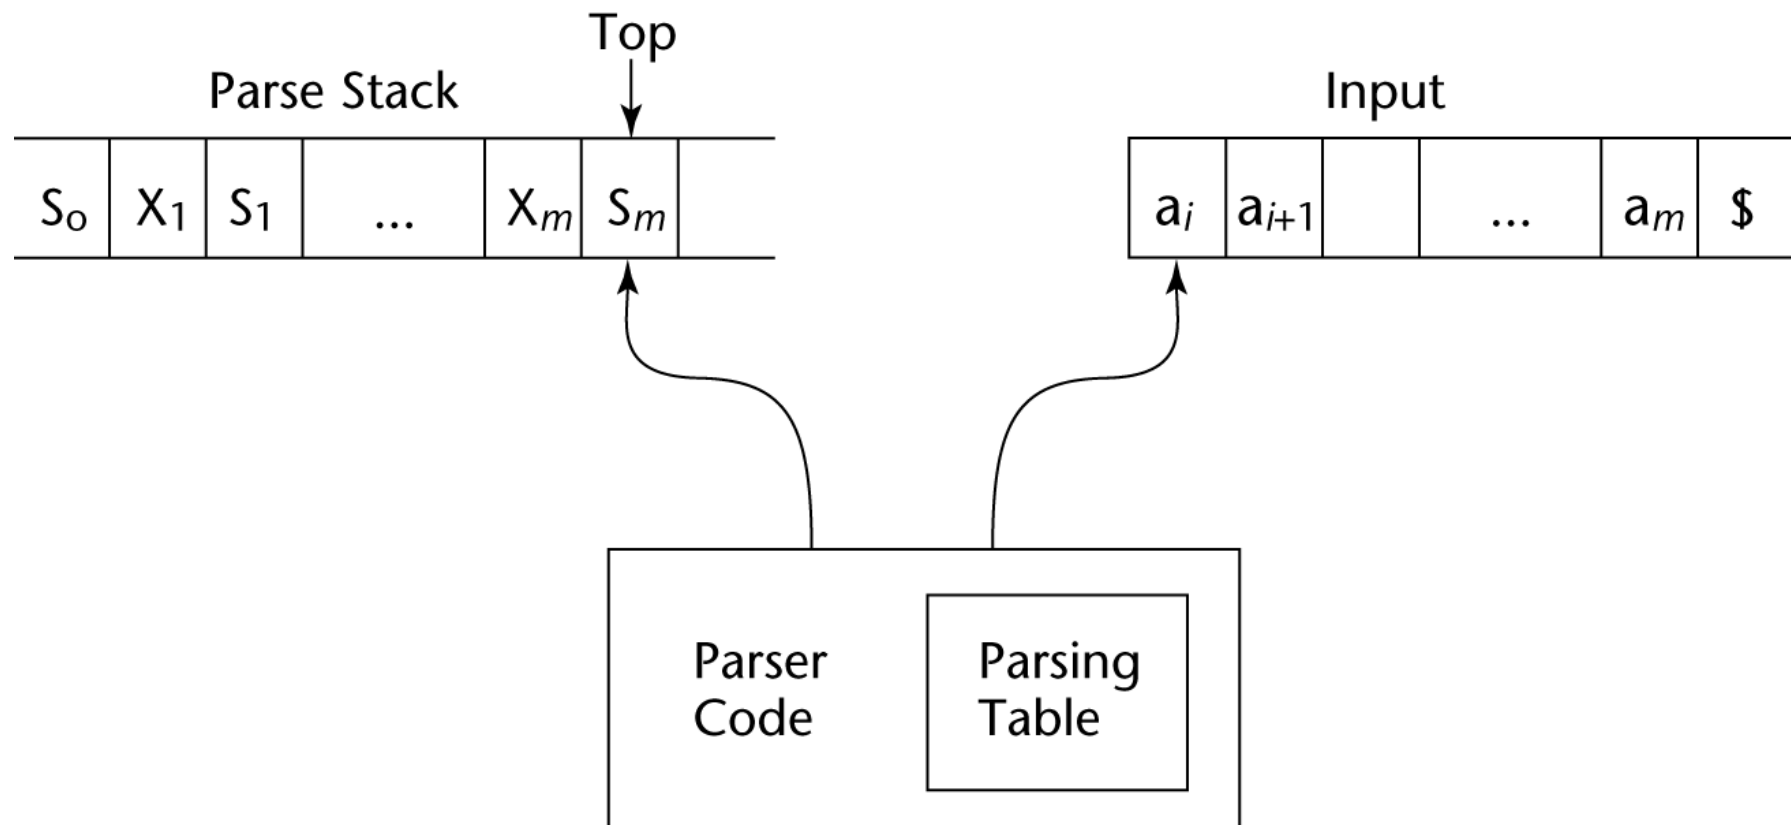 Top
Parse Stack
Input
S₀ X₁ S₁ ... Xₘ Sₘ
aᵢ aᵢ₊₁ ... aₘ $
Parser
Code
Parsing
Table